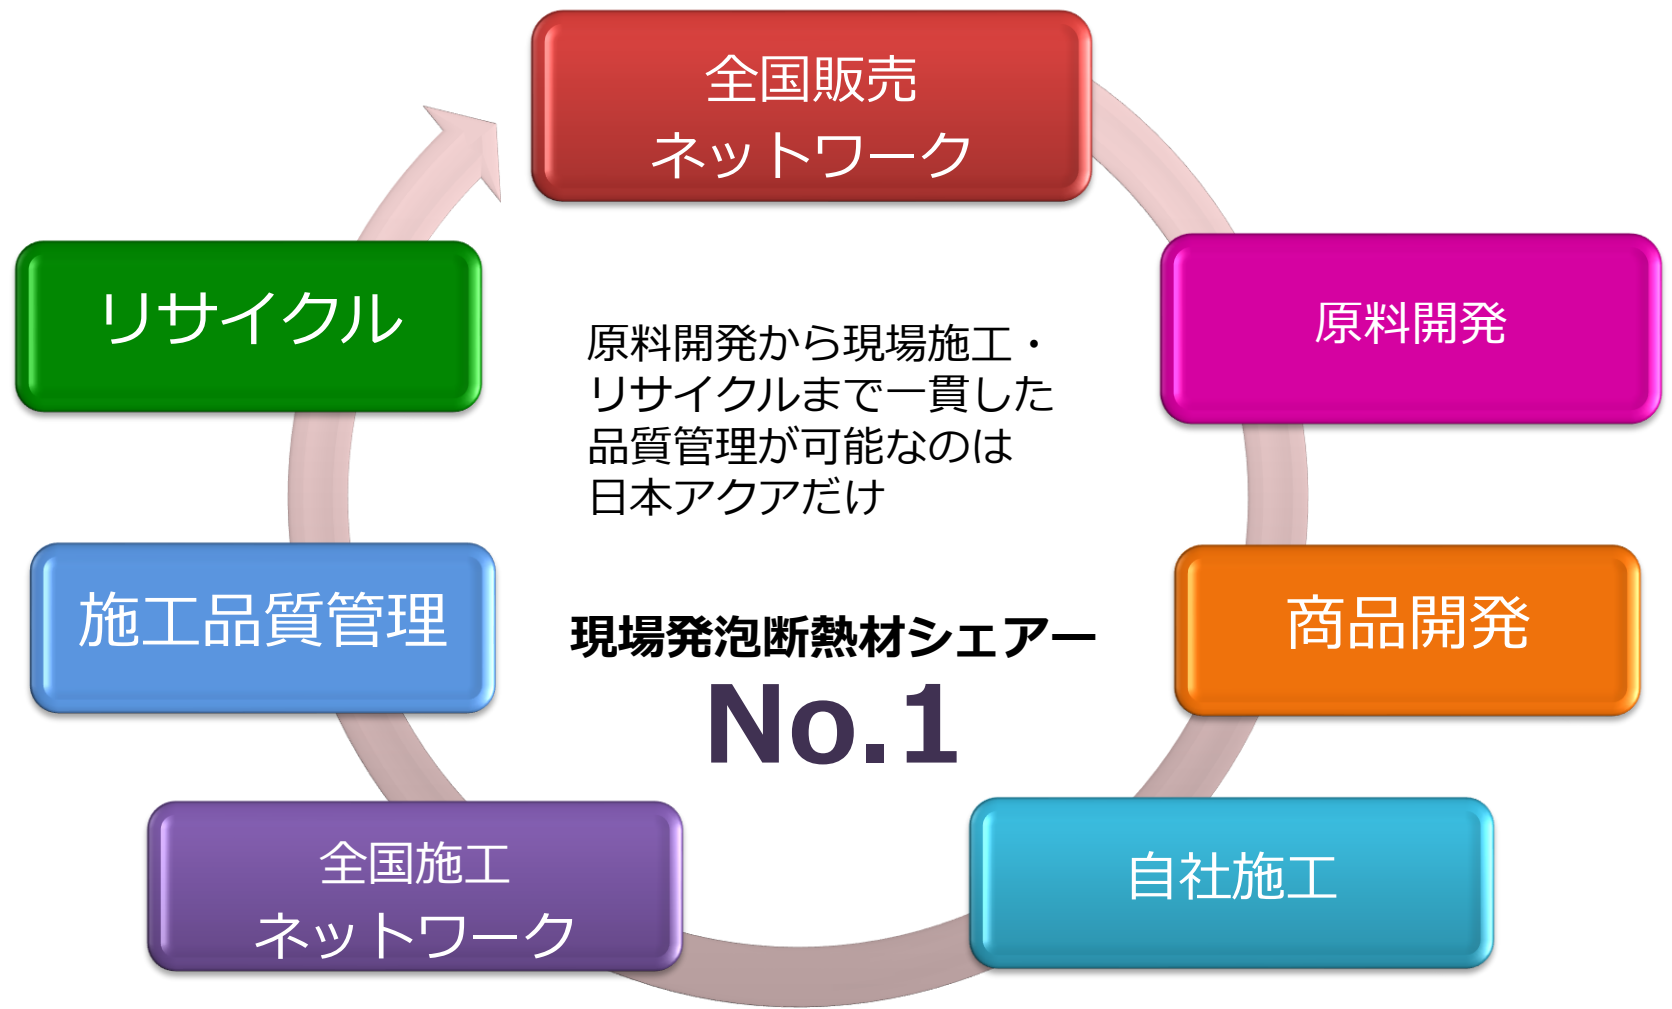 全国販売
ネットワーク
原料開発
商品開発
自社施工
全国施工
ネットワーク
施工品質管理
リサイクル
原料開発から現場施工・
リサイクルまで一貫した
品質管理が可能なのは
日本アクアだけ
現場発泡断熱材シェアー
No.1